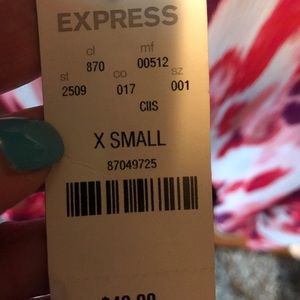 EXPRESS
cl mf
870 00512
st co sz
2509 017 001
CIIS
X SMALL
87049725